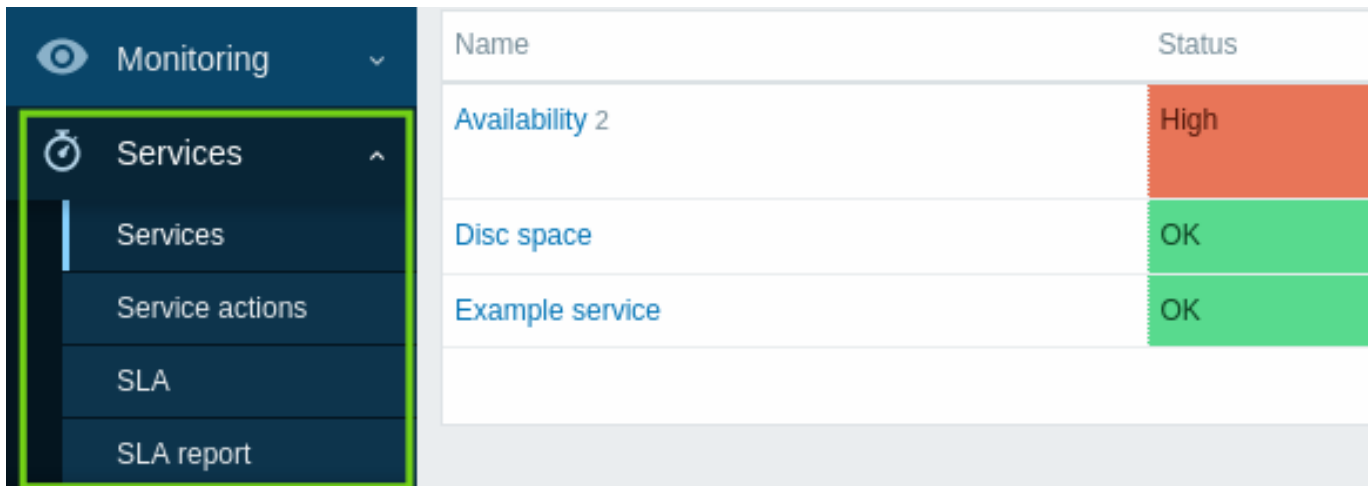 Monitoring
Services
Services
Service actions
SLA
SLA report
Name Status
Availability 2 High
Disc space OK
Example service OK